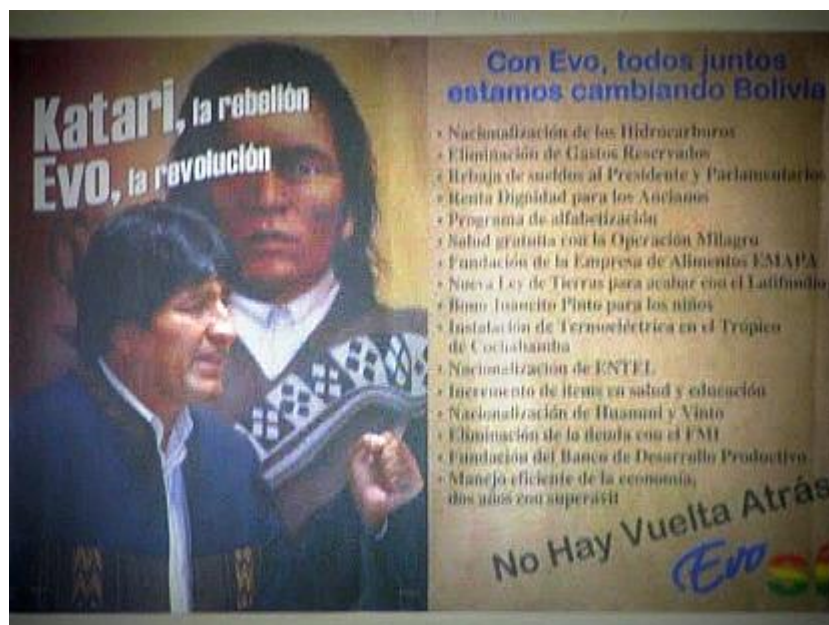 Katari, la rebelión
Evo, la revolución
Con Evo, todos juntos
estamos cambiando Bolivia
• Nacionalización de los Hidrocarburos
• Eliminación de Gastos Reservados
• Rebaja de sueldos al Presidente y Parlamentarios
• Renta Dignidad para los Ancianos
• Programa de alfabetización
• Salud gratuita con la Operación Milagro
• Fundación de la Empresa de Alimentos EMAPA
• Nueva Ley de Tierras para acabar con el Latifundio
• Bono Juancito Pinto para los niños
• Instalación de Termoeléctrica en el Trópico
de Cochabamba
• Nacionalización de ENTEL
• Incremento de items en salud y educación
• Nacionalización de Huanuni y Vinto
• Eliminación de la deuda con el FMI
• Fundación del Banco de Desarrollo Productivo
• Manejo eficiente de la economía,
dos años con superávit
No Hay Vuelta Atrás
Evo SÍ